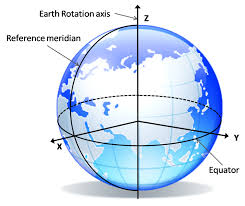 Earth Rotation axis
Z
Reference meridian
X
Y
Equator